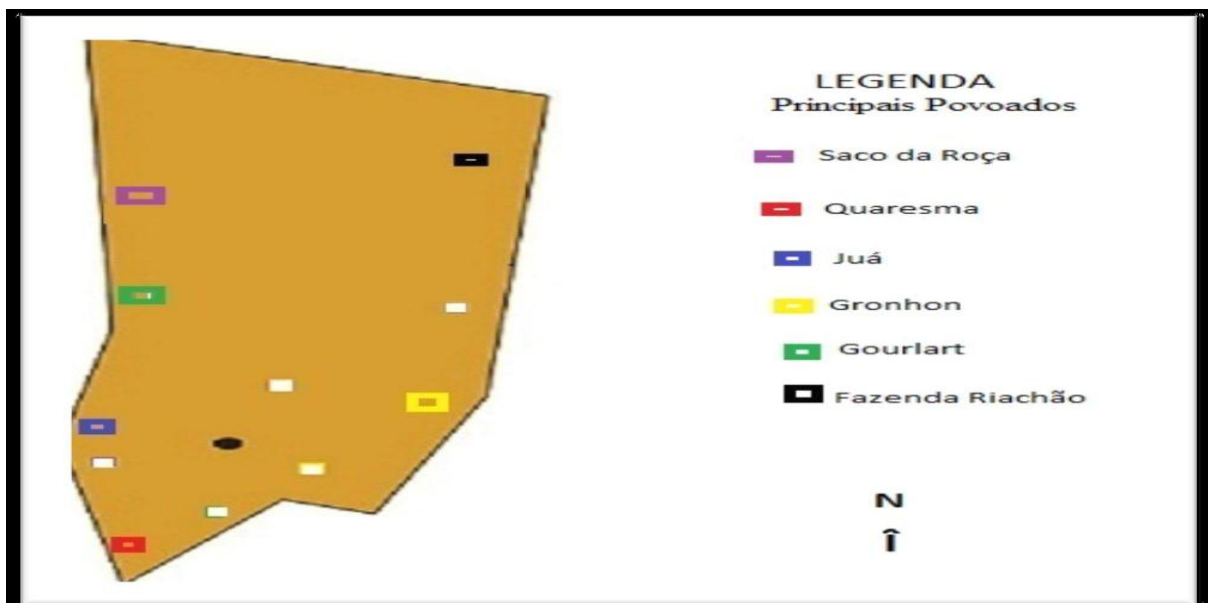 LEGENDA
Principais Povoados
Saco da Roça
Quaresma
Juá
Gronhon
Gourlart
Fazenda Riachão
N
Î